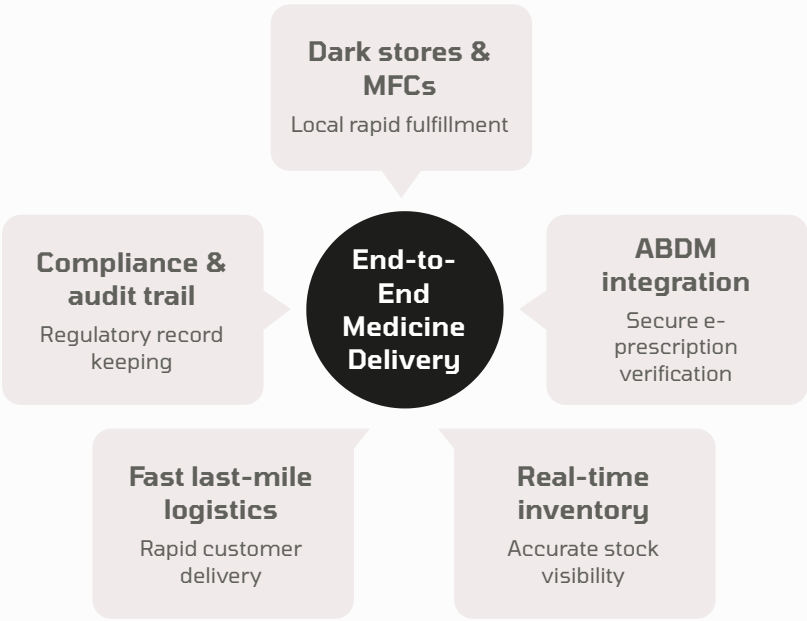 Dark stores &
MFCs
Local rapid fulfillment
Compliance &
audit trail
Regulatory record
keeping
End-to-
End
Medicine
Delivery
ABDM
integration
Secure e-
prescription
verification
Fast last-mile
logistics
Rapid customer
delivery
Real-time
inventory
Accurate stock
visibility